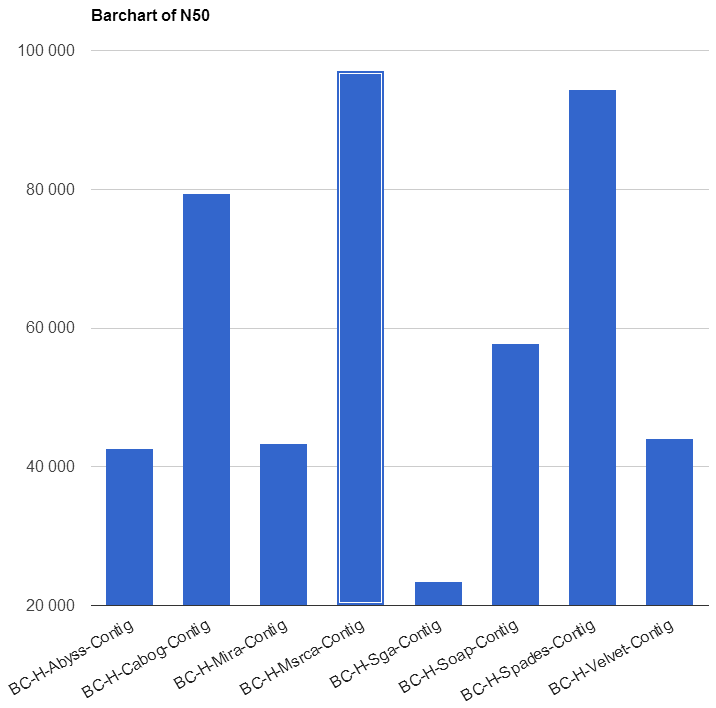 Barchart of N50
100 000
80 000
60 000
40 000
20 000
BC-H-Abyss-Contig
BC-H-Cabog-Contig
BC-H-Mira-Contig
BC-H-Msrca-Contig
BC-H-Sga-Contig
BC-H-Soap-Contig
BC-H-Spades-Contig
BC-H-Velvet-Contig